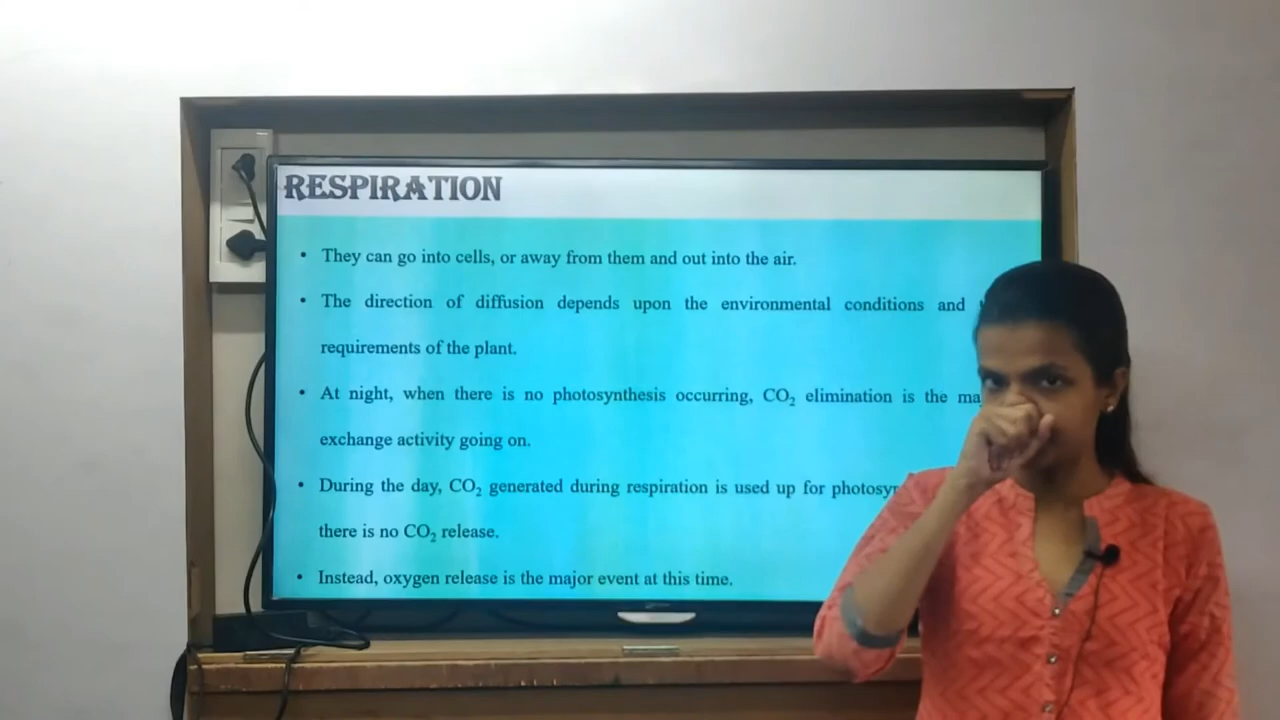 RESPIRATION
• They can go into cells, or away from them and out into the air.
• The direction of diffusion depends upon the environmental conditions and
requirements of the plant.
• At night, when there is no photosynthesis occurring, CO₂ elimination is the
exchange activity going on.
• During the day, CO₂ generated during respiration is used up for
there is no CO₂ release.
• Instead, oxygen release is the major event at this time.